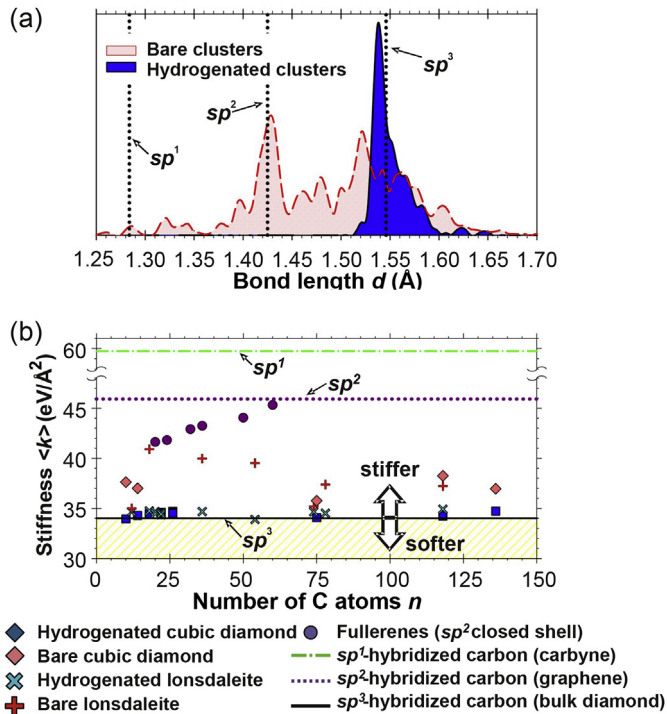 (a)
Bare clusters
Hydrogenated clusters
sp³
sp²
sp¹
1.25 1.30 1.35 1.40 1.45 1.50 1.55 1.60 1.65 1.70
Bond length d (Å)
(b)
Stiffness <k> (eV/Å²)
60
45
40
35
30
sp¹
sp²
stiffer
sp³
softer
0 25 50 75 100 125 150
Number of C atoms n
Hydrogenated cubic diamond
Bare cubic diamond
Hydrogenated lonsdaleite
Bare lonsdaleite
Fullerenes (sp² closed shell)
sp¹-hybridized carbon (carbyne)
sp²-hybridized carbon (graphene)
sp³-hybridized carbon (bulk diamond)